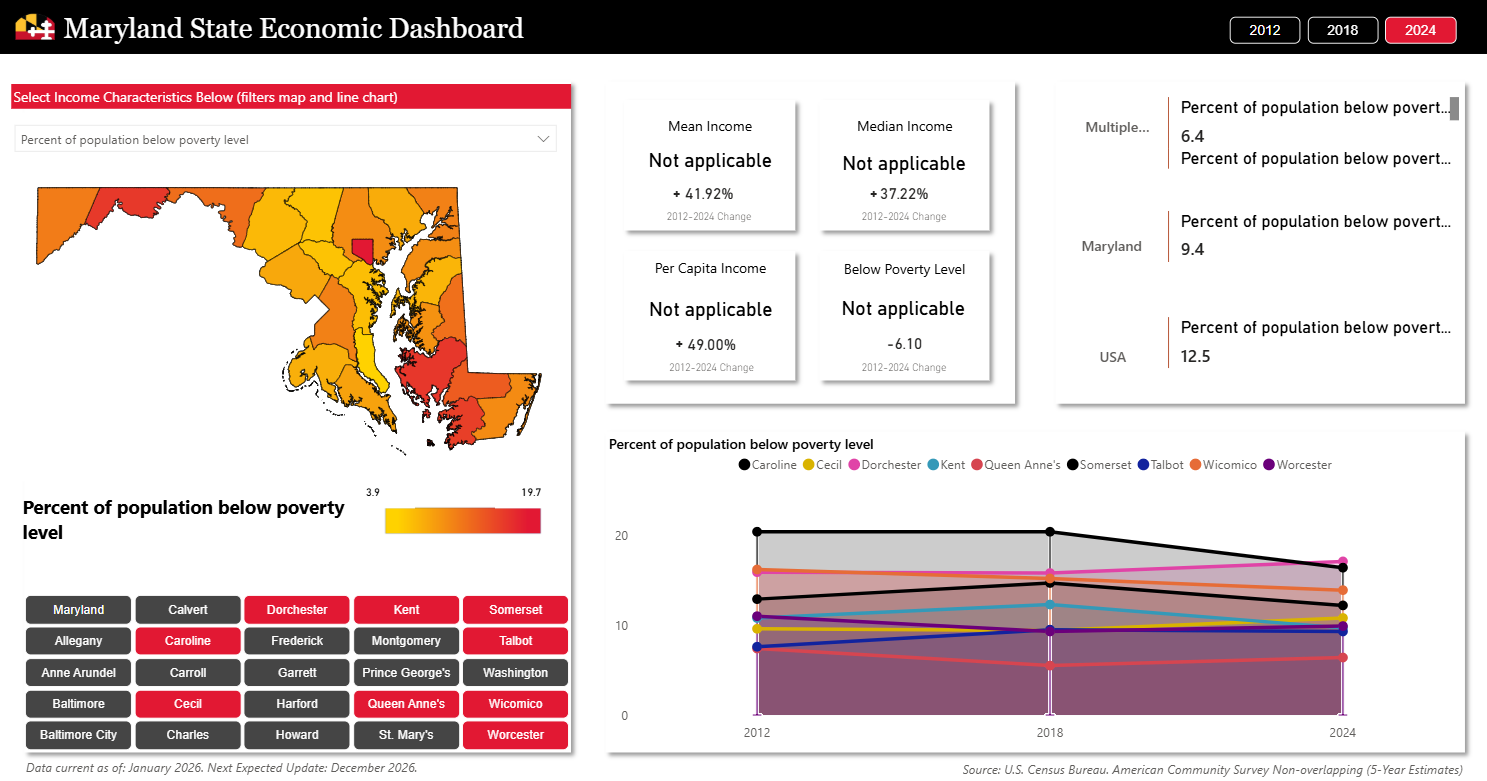 Maryland State Economic Dashboard
2012
2018
2024
Select Income Characteristics Below (filters map and line chart)
Percent of population below poverty level
3.9
19.7
Percent of population below poverty
level
Maryland
Calvert
Dorchester
Kent
Somerset
Allegany
Caroline
Frederick
Montgomery
Talbot
Anne Arundel
Carroll
Garrett
Prince George's
Washington
Baltimore
Cecil
Harford
Queen Anne's
Wicomico
Baltimore City
Charles
Howard
St. Mary's
Worcester
Data current as of: January 2026. Next Expected Update: December 2026.
Mean Income
Not applicable
+ 41.92%
2012-2024 Change
Median Income
Not applicable
+ 37.22%
2012-2024 Change
Per Capita Income
Not applicable
+ 49.00%
2012-2024 Change
Below Poverty Level
Not applicable
-6.10
2012-2024 Change
Multiple...
Percent of population below povert...
6.4
Percent of population below povert...
Maryland
Percent of population below povert...
9.4
USA
Percent of population below povert...
12.5
Percent of population below poverty level
Caroline Cecil Dorchester Kent Queen Anne's Somerset Talbot Wicomico Worcester
20
10
0
2012
2018
2024
Source: U.S. Census Bureau. American Community Survey Non-overlapping (5-Year Estimates)